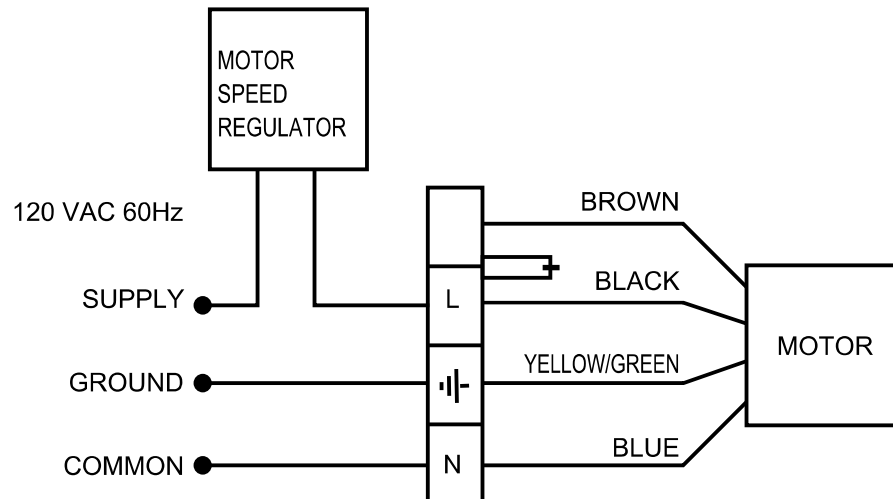 MOTOR
SPEED
REGULATOR
120 VAC 60Hz
BROWN
SUPPLY
L
BLACK
MOTOR
GROUND
YELLOW/GREEN
COMMON
N
BLUE